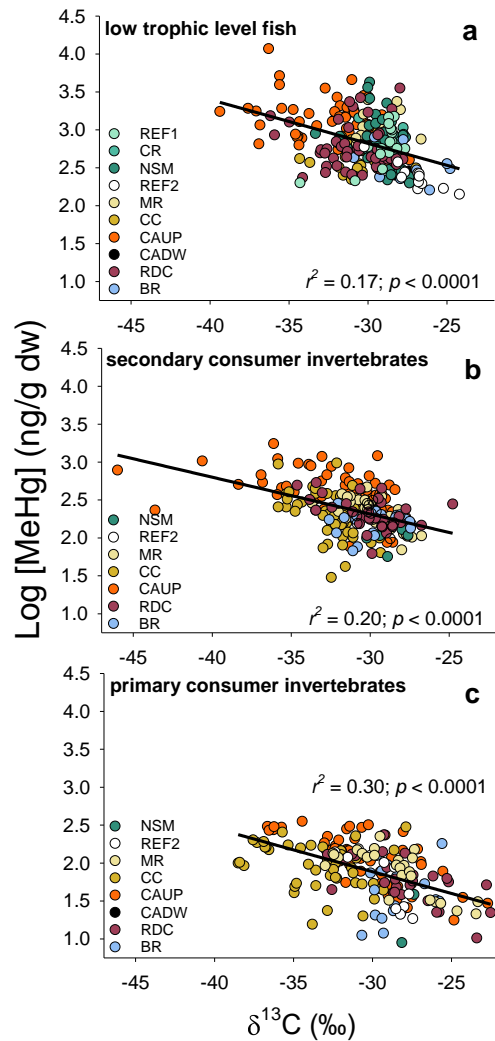 low trophic level fish
a
4.5
4.0
3.5
3.0
2.5
2.0
1.5
1.0
REF1
CR
NSM
REF2
MR
CC
CAUP
CADW
RDC
BR
r² = 0.17; p < 0.0001
-45 -40 -35 -30 -25
secondary consumer invertebrates
b
Log [MeHg] (ng/g dw)
4.5
4.0
3.5
3.0
2.5
2.0
1.5
1.0
NSM
REF2
MR
CC
CAUP
RDC
BR
r² = 0.20; p < 0.0001
-45 -40 -35 -30 -25
primary consumer invertebrates
c
4.5
4.0
3.5
3.0
2.5
2.0
1.5
1.0
r² = 0.30; p < 0.0001
NSM
REF2
MR
CC
CAUP
CADW
RDC
BR
-45 -40 -35 -30 -25
δ¹³C (‰)